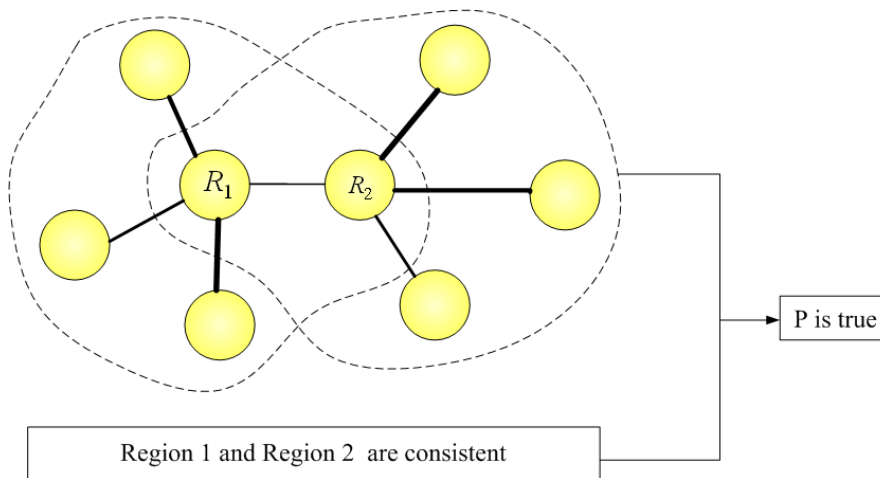 R1
R2
P is true
Region 1 and Region 2 are consistent